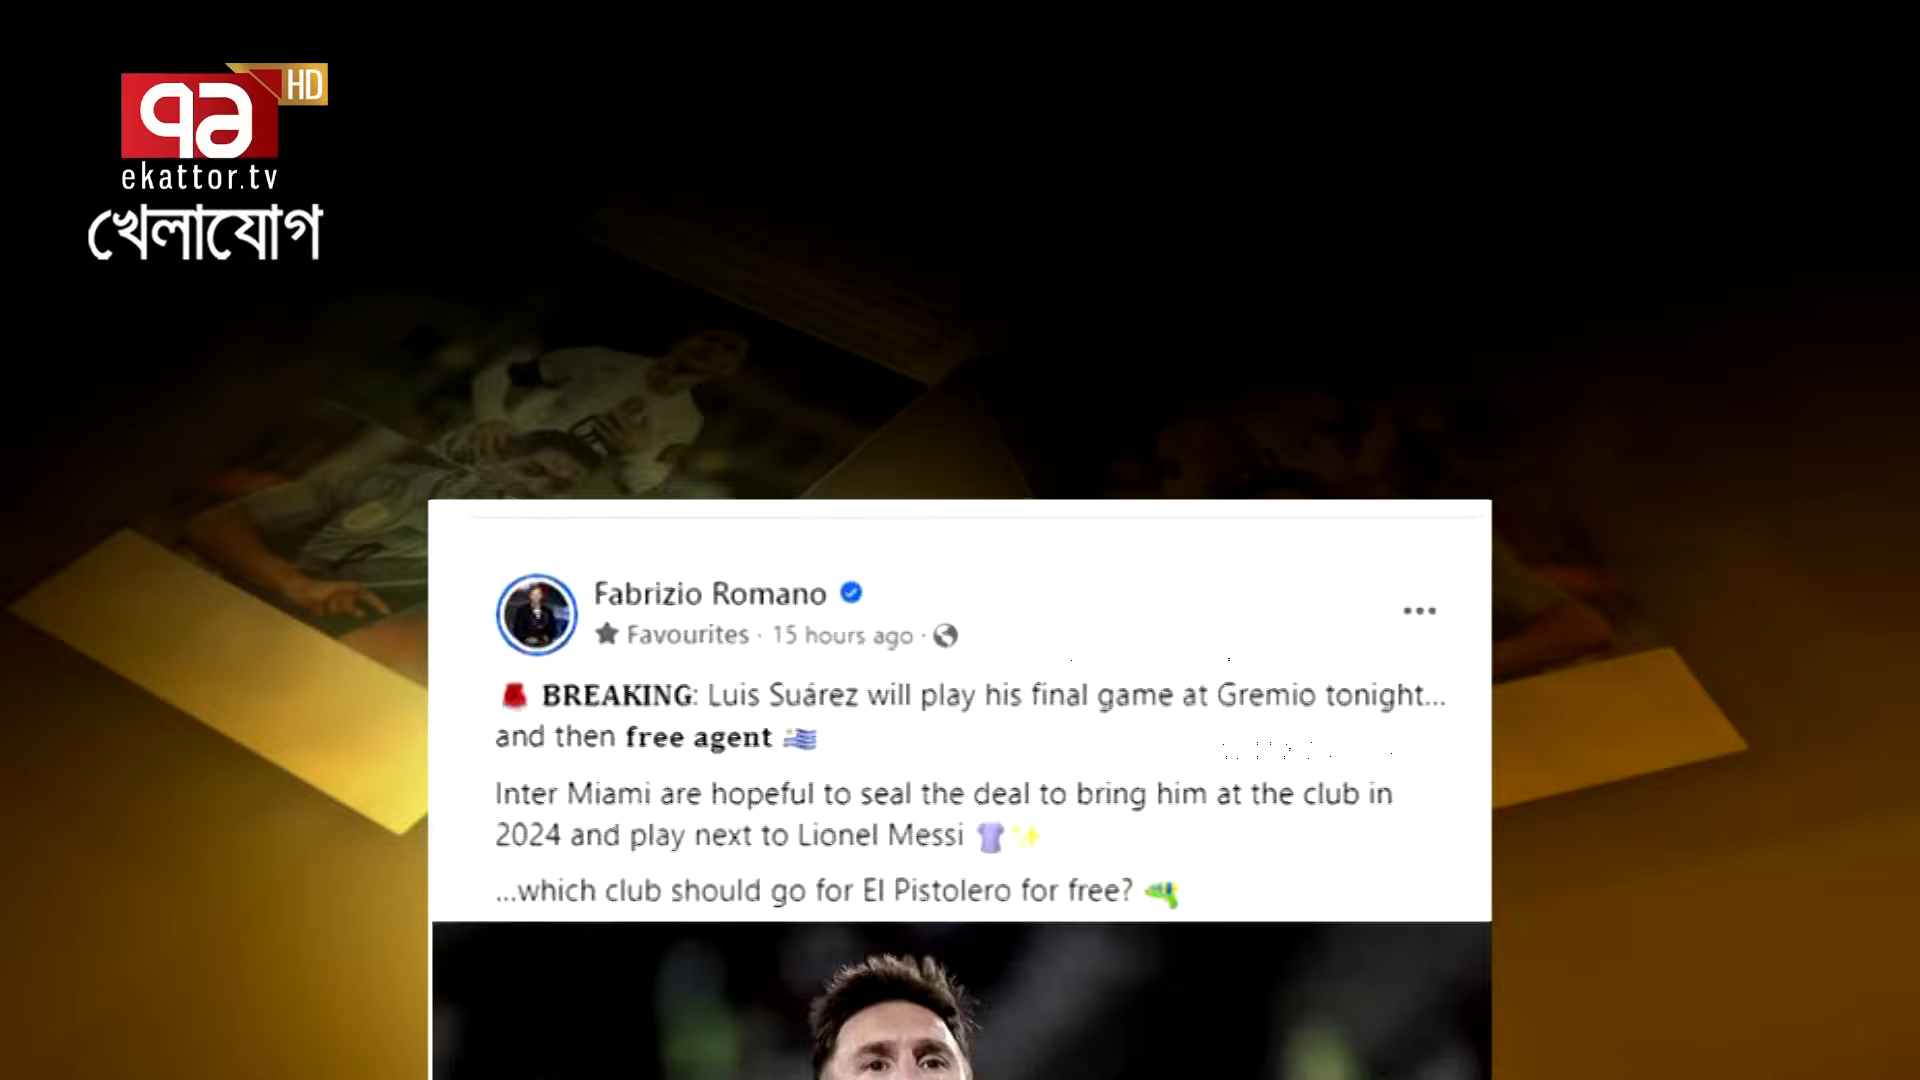 ৭১ HD
ekattor.tv
খেলাযোগ
Fabrizio Romano
Favourites · 15 hours ago ·
BREAKING: Luis Suárez will play his final game at Gremio tonight...
and then free agent
Inter Miami are hopeful to seal the deal to bring him at the club in
2024 and play next to Lionel Messi
...which club should go for El Pistolero for free?